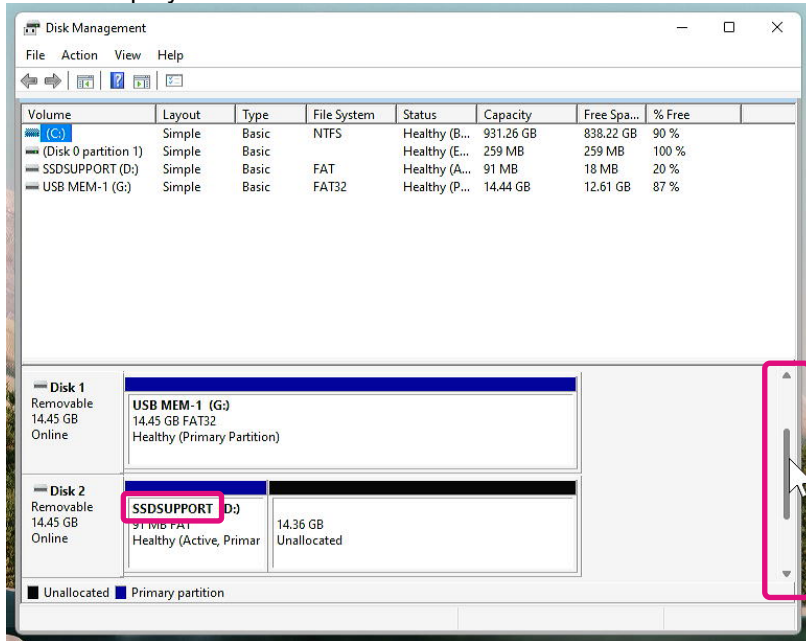 Disk Management
File Action View Help
Volume Layout Type File System Status Capacity Free Spa... % Free
(C:) Simple Basic NTFS Healthy (B... 931.26 GB 838.22 GB 90 %
(Disk 0 partition 1) Simple Basic Healthy (E... 259 MB 259 MB 100 %
SSDSUPPORT (D:) Simple Basic FAT Healthy (A... 91 MB 18 MB 20 %
USB MEM-1 (G:) Simple Basic FAT32 Healthy (P... 14.44 GB 12.61 GB 87 %
Disk 1
Removable
14.45 GB
Online
USB MEM-1 (G:)
14.45 GB FAT32
Healthy (Primary Partition)
Disk 2
Removable
14.45 GB
Online
SSDSUPPORT D:)
91 MB FAT
Healthy (Active, Primar
14.36 GB
Unallocated
Unallocated Primary partition